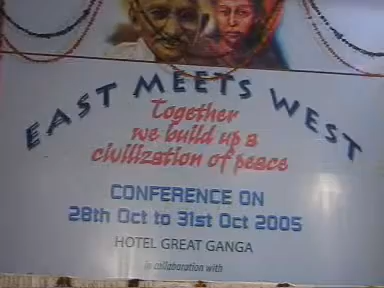 EAST MEETS WEST
Together
we build up a
civilization of peace
CONFERENCE ON
28th Oct to 31st Oct 2005
HOTEL GREAT GANGA
in collaboration with